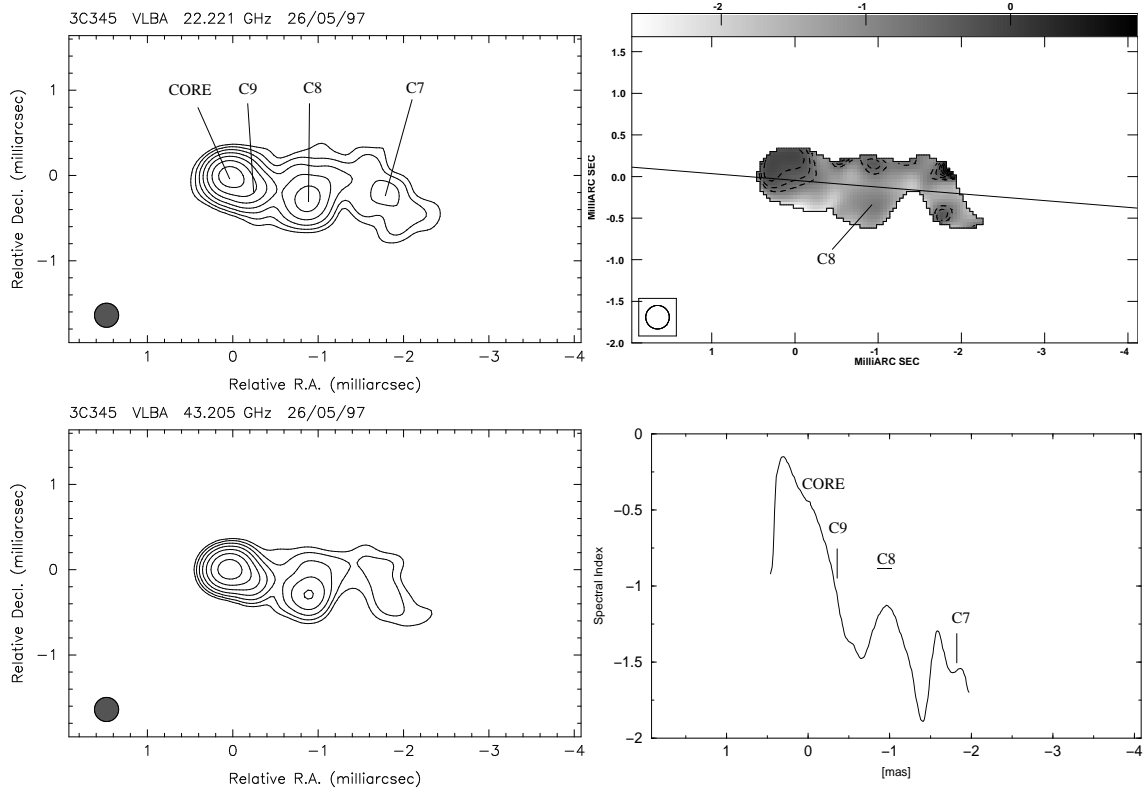 3C345 VLBA 22.221 GHz 26/05/97
CORE C9 C8 C7
1
0
−1
Relative Decl. (milliarcsec)
1 0 −1 −2 −3 −4
Relative R.A. (milliarcsec)
-2 -1 0
1.5
1.0
0.5
0.0
-0.5
-1.0
-1.5
-2.0
MilliARC SEC
C8
1 0 -1 -2 -3 -4
MilliARC SEC
3C345 VLBA 43.205 GHz 26/05/97
1
0
−1
Relative Decl. (milliarcsec)
1 0 −1 −2 −3 −4
Relative R.A. (milliarcsec)
0
−0.5
−1
−1.5
−2
Spectral Index
CORE
C9
C8
C7
1 0 −1 −2 −3 −4
[mas]